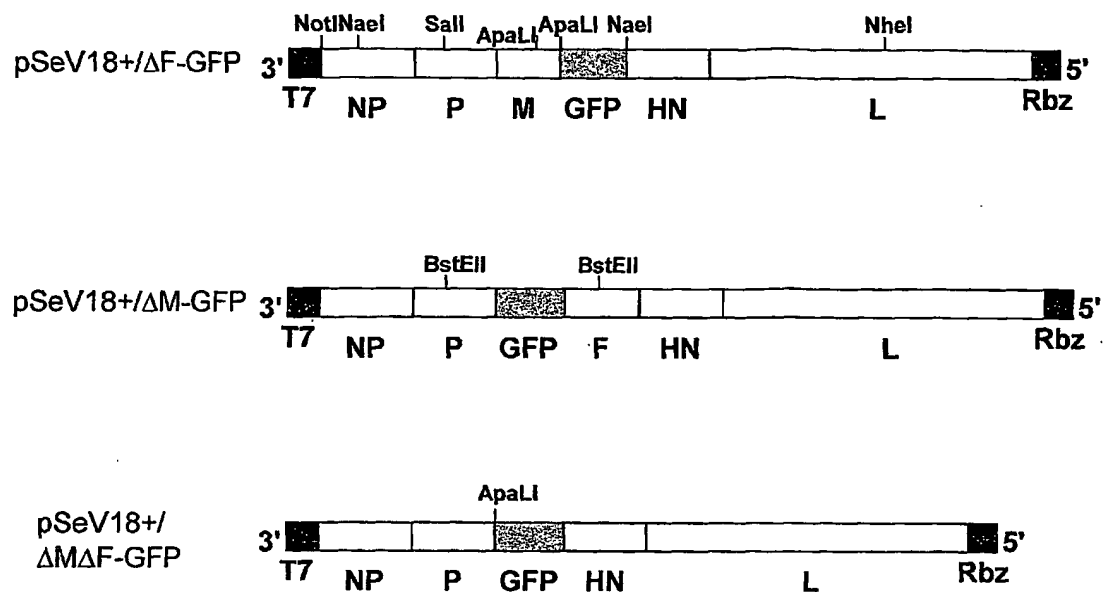 NotI NaeI SalI ApaLI ApaLI NaeI NheI
pSeV18+/ΔF-GFP 3' 5'
T7 NP P M GFP HN L Rbz
BstEII BstEII
pSeV18+/ΔM-GFP 3' 5'
T7 NP P GFP F HN L Rbz
ApaLI
pSeV18+/
ΔMΔF-GFP 3' 5'
T7 NP P GFP HN L Rbz